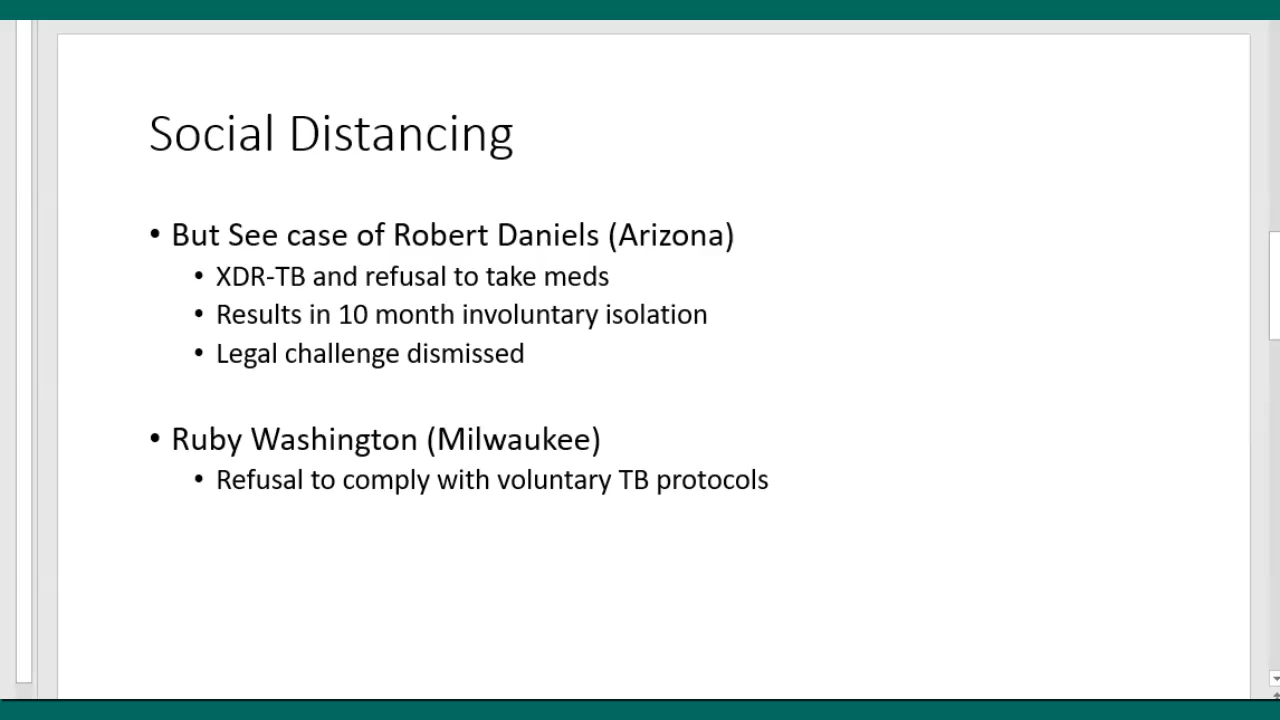 Social Distancing
• But See case of Robert Daniels (Arizona)
• XDR-TB and refusal to take meds
• Results in 10 month involuntary isolation
• Legal challenge dismissed
• Ruby Washington (Milwaukee)
• Refusal to comply with voluntary TB protocols